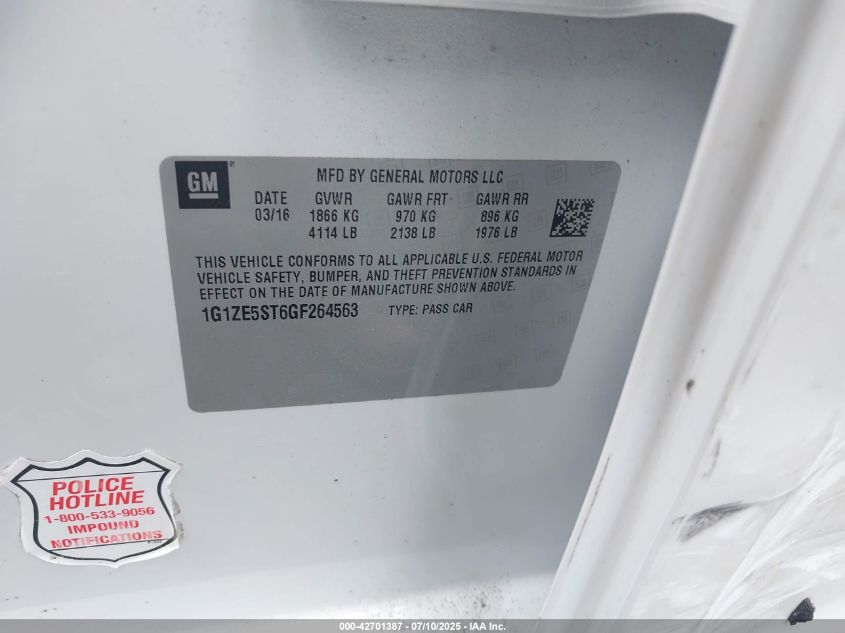 GM
MFD BY GENERAL MOTORS LLC
DATE GVWR GAWR FRT GAWR RR
03/16 1866 KG 970 KG 896 KG
4114 LB 2138 LB 1976 LB
THIS VEHICLE CONFORMS TO ALL APPLICABLE U.S. FEDERAL MOTOR
VEHICLE SAFETY, BUMPER, AND THEFT PREVENTION STANDARDS IN
EFFECT ON THE DATE OF MANUFACTURE SHOWN ABOVE.
1G1ZE5ST6GF264563 TYPE: PASS CAR
POLICE
HOTLINE
1-800-533-9056
IMPOUND
NOTIFICATIONS
000-42701387 - 07/10/2025 - IAA Inc.